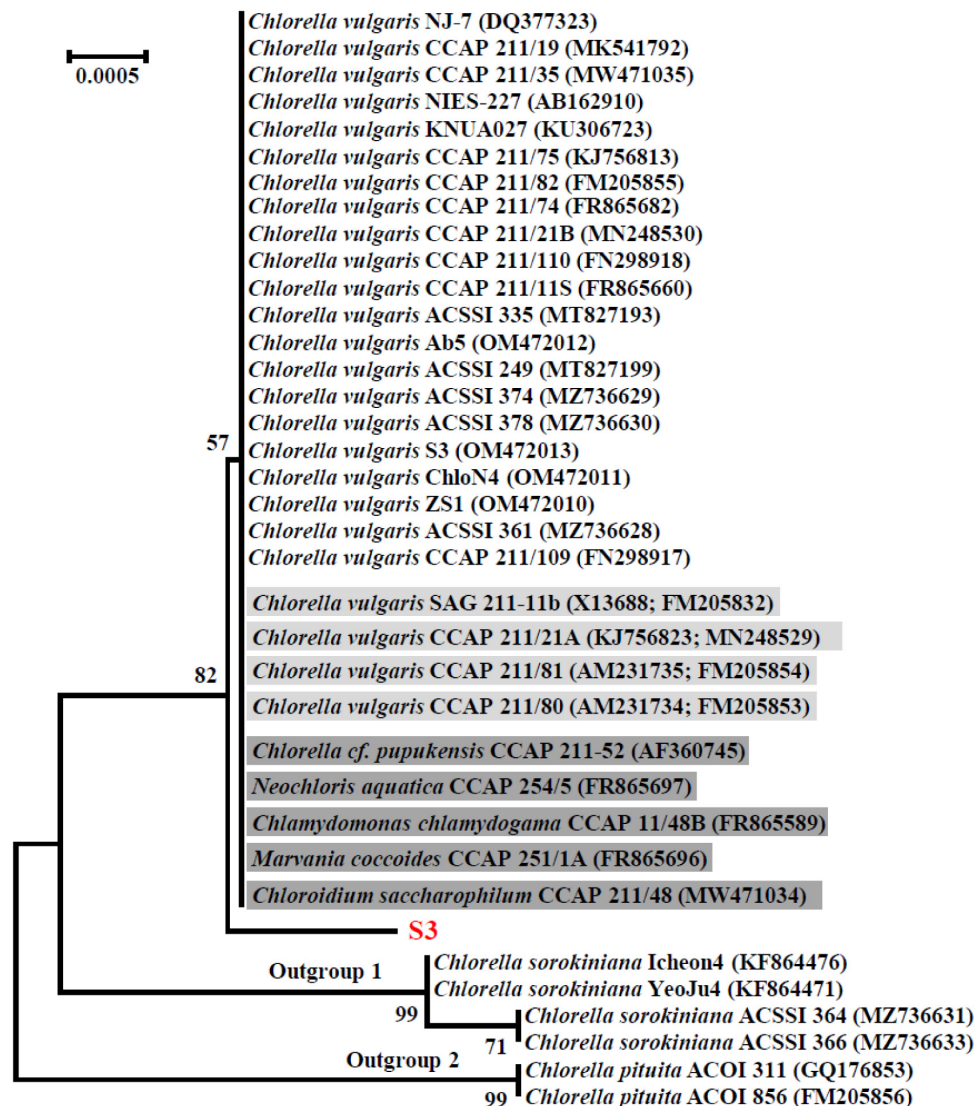 Chlorella vulgaris NJ-7 (DQ377323)
Chlorella vulgaris CCAP 211/19 (MK541792)
0.0005
Chlorella vulgaris CCAP 211/35 (MW471035)
Chlorella vulgaris NIES-227 (AB162910)
Chlorella vulgaris KNUA027 (KU306723)
Chlorella vulgaris CCAP 211/75 (KJ756813)
Chlorella vulgaris CCAP 211/82 (FM205855)
Chlorella vulgaris CCAP 211/74 (FR865682)
Chlorella vulgaris CCAP 211/21B (MN248530)
Chlorella vulgaris CCAP 211/110 (FN298918)
Chlorella vulgaris CCAP 211/11S (FR865660)
Chlorella vulgaris ACSSI 335 (MT827193)
Chlorella vulgaris Ab5 (OM472012)
Chlorella vulgaris ACSSI 249 (MT827199)
Chlorella vulgaris ACSSI 374 (MZ736629)
Chlorella vulgaris ACSSI 378 (MZ736630)
57
Chlorella vulgaris S3 (OM472013)
Chlorella vulgaris ChloN4 (OM472011)
Chlorella vulgaris ZS1 (OM472010)
Chlorella vulgaris ACSSI 361 (MZ736628)
Chlorella vulgaris CCAP 211/109 (FN298917)
Chlorella vulgaris SAG 211-11b (X13688; FM205832)
Chlorella vulgaris CCAP 211/21A (KJ756823; MN248529)
82
Chlorella vulgaris CCAP 211/81 (AM231735; FM205854)
Chlorella vulgaris CCAP 211/80 (AM231734; FM205853)
Chlorella cf. pupukensis CCAP 211-52 (AF360745)
Neochloris aquatica CCAP 254/5 (FR865697)
Chlamydomonas chlamydogama CCAP 11/48B (FR865589)
Marvania coccoides CCAP 251/1A (FR865696)
Chloroidium saccharophilum CCAP 211/48 (MW471034)
S3
Outgroup 1
Chlorella sorokiniana Icheon4 (KF864476)
Chlorella sorokiniana YeoJu4 (KF864471)
99
Chlorella sorokiniana ACSSI 364 (MZ736631)
71
Chlorella sorokiniana ACSSI 366 (MZ736633)
Outgroup 2
Chlorella pituita ACOI 311 (GQ176853)
99
Chlorella pituita ACOI 856 (FM205856)